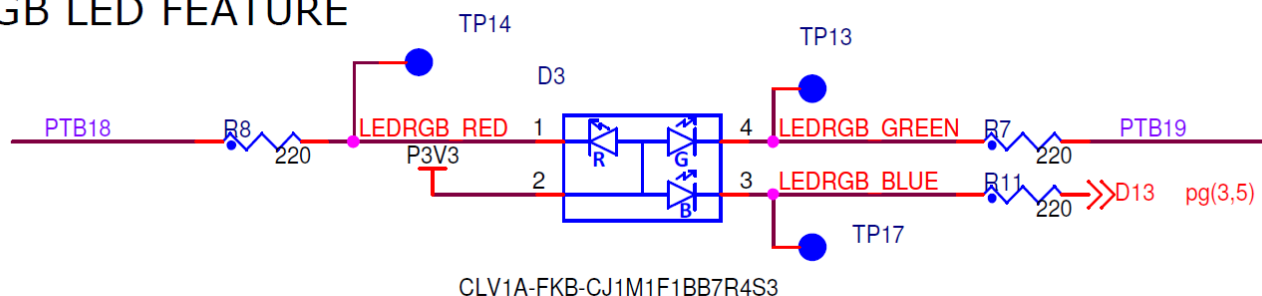 GB LED FEATURE
TP14
TP13
D3
PTB18
R8
220
LEDRGB_RED
1
4
LEDRGB_GREEN
R7
220
PTB19
R
G
P3V3
2
3
LEDRGB_BLUE
R11
220
D13
pg(3,5)
B
TP17
CLV1A-FKB-CJ1M1F1BB7R4S3